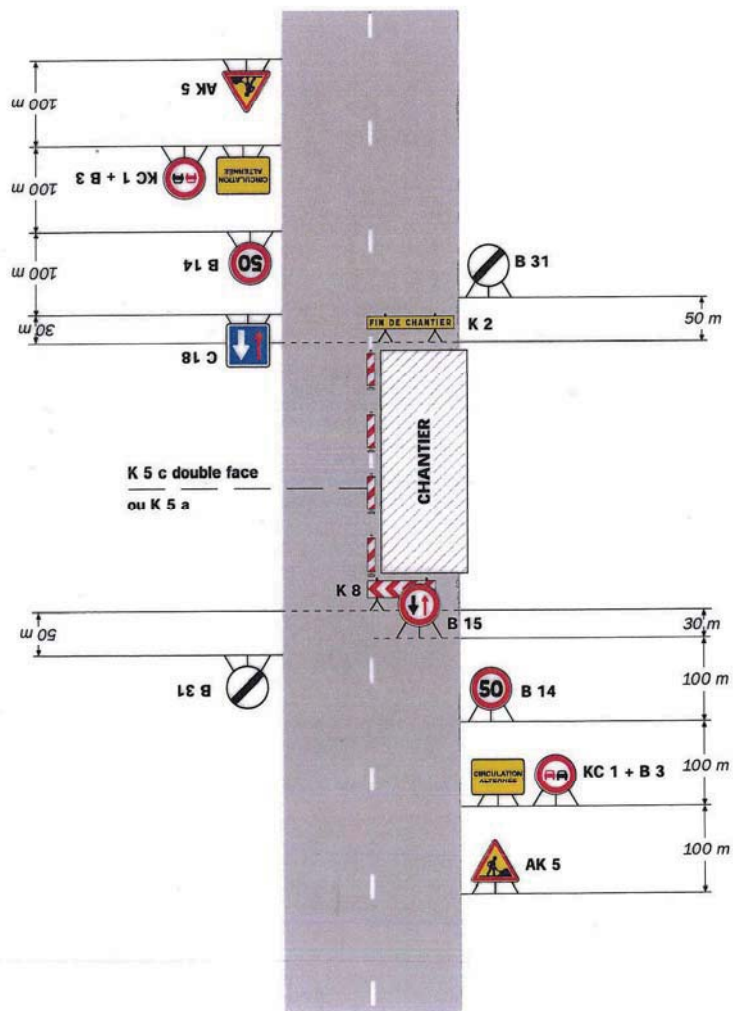 100 m
AK 5
100 m
KC 1 + B 3
CIRCULATION
ALTERNÉE
100 m
B 14
50
30 m
C 18
B 31
50 m
FIN DE CHANTIER
K 2
K 5 c double face
ou K 5 a
CHANTIER
K 8
B 15
50 m
B 31
30 m
100 m
50
B 14
100 m
CIRCULATION
ALTERNÉE
KC 1 + B 3
100 m
AK 5